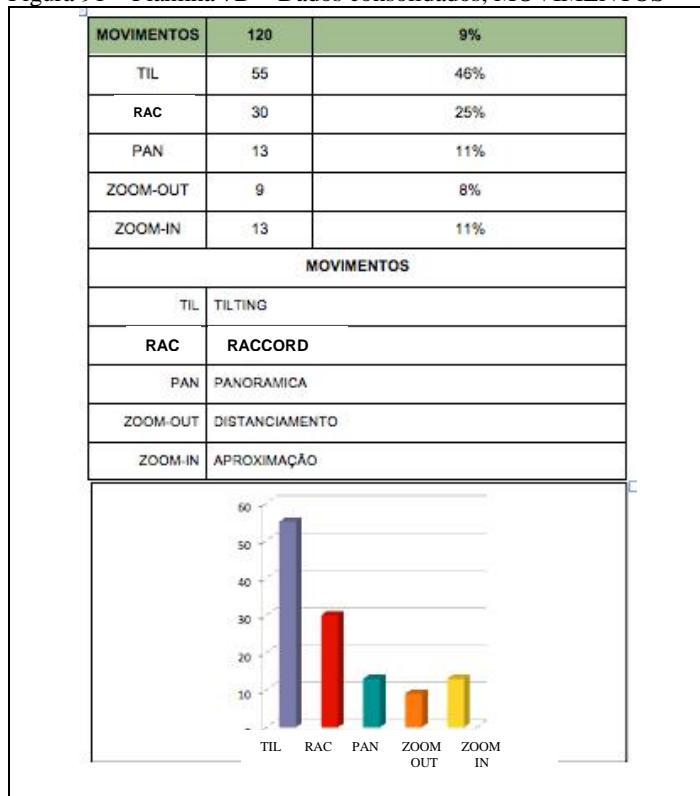 MOVIMENTOS 120 9%
TIL 55 46%
RAC 30 25%
PAN 13 11%
ZOOM-OUT 9 8%
ZOOM-IN 13 11%
MOVIMENTOS
TIL TILTING
RAC RACCORD
PAN PANORAMICA
ZOOM-OUT DISTANCIAMENTO
ZOOM-IN APROXIMAÇÃO
60
50
40
30
20
10
-
TIL RAC PAN ZOOM OUT ZOOM IN